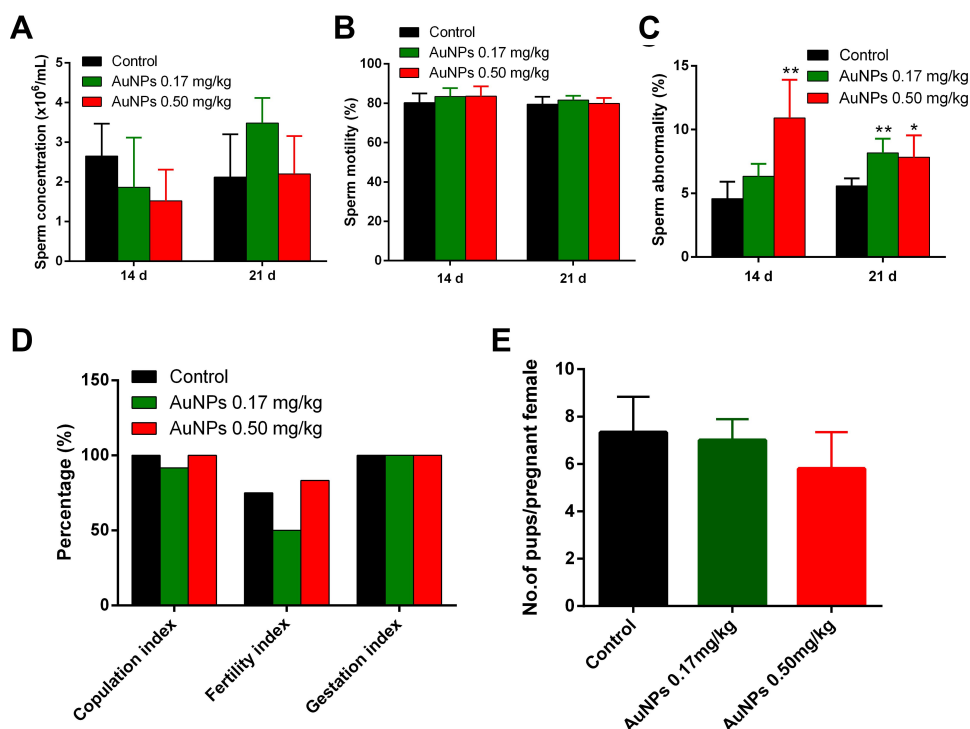 A
Control
AuNPs 0.17 mg/kg
AuNPs 0.50 mg/kg
Sperm concentration (x10⁶/mL)
5
4
3
2
1
0
14 d
21 d
B
Control
AuNPs 0.17 mg/kg
AuNPs 0.50 mg/kg
Sperm motility (%)
100
80
60
40
20
0
14 d
21 d
C
Control
AuNPs 0.17 mg/kg
AuNPs 0.50 mg/kg
Sperm abnormality (%)
15
10
5
0
**
**
*
14 d
21 d
D
Control
AuNPs 0.17 mg/kg
AuNPs 0.50 mg/kg
Percentage (%)
150
100
50
0
Copulation index
Fertility index
Gestation index
E
No.of pups/pregnant female
10
8
6
4
2
0
Control
AuNPs 0.17mg/kg
AuNPs 0.50mg/kg